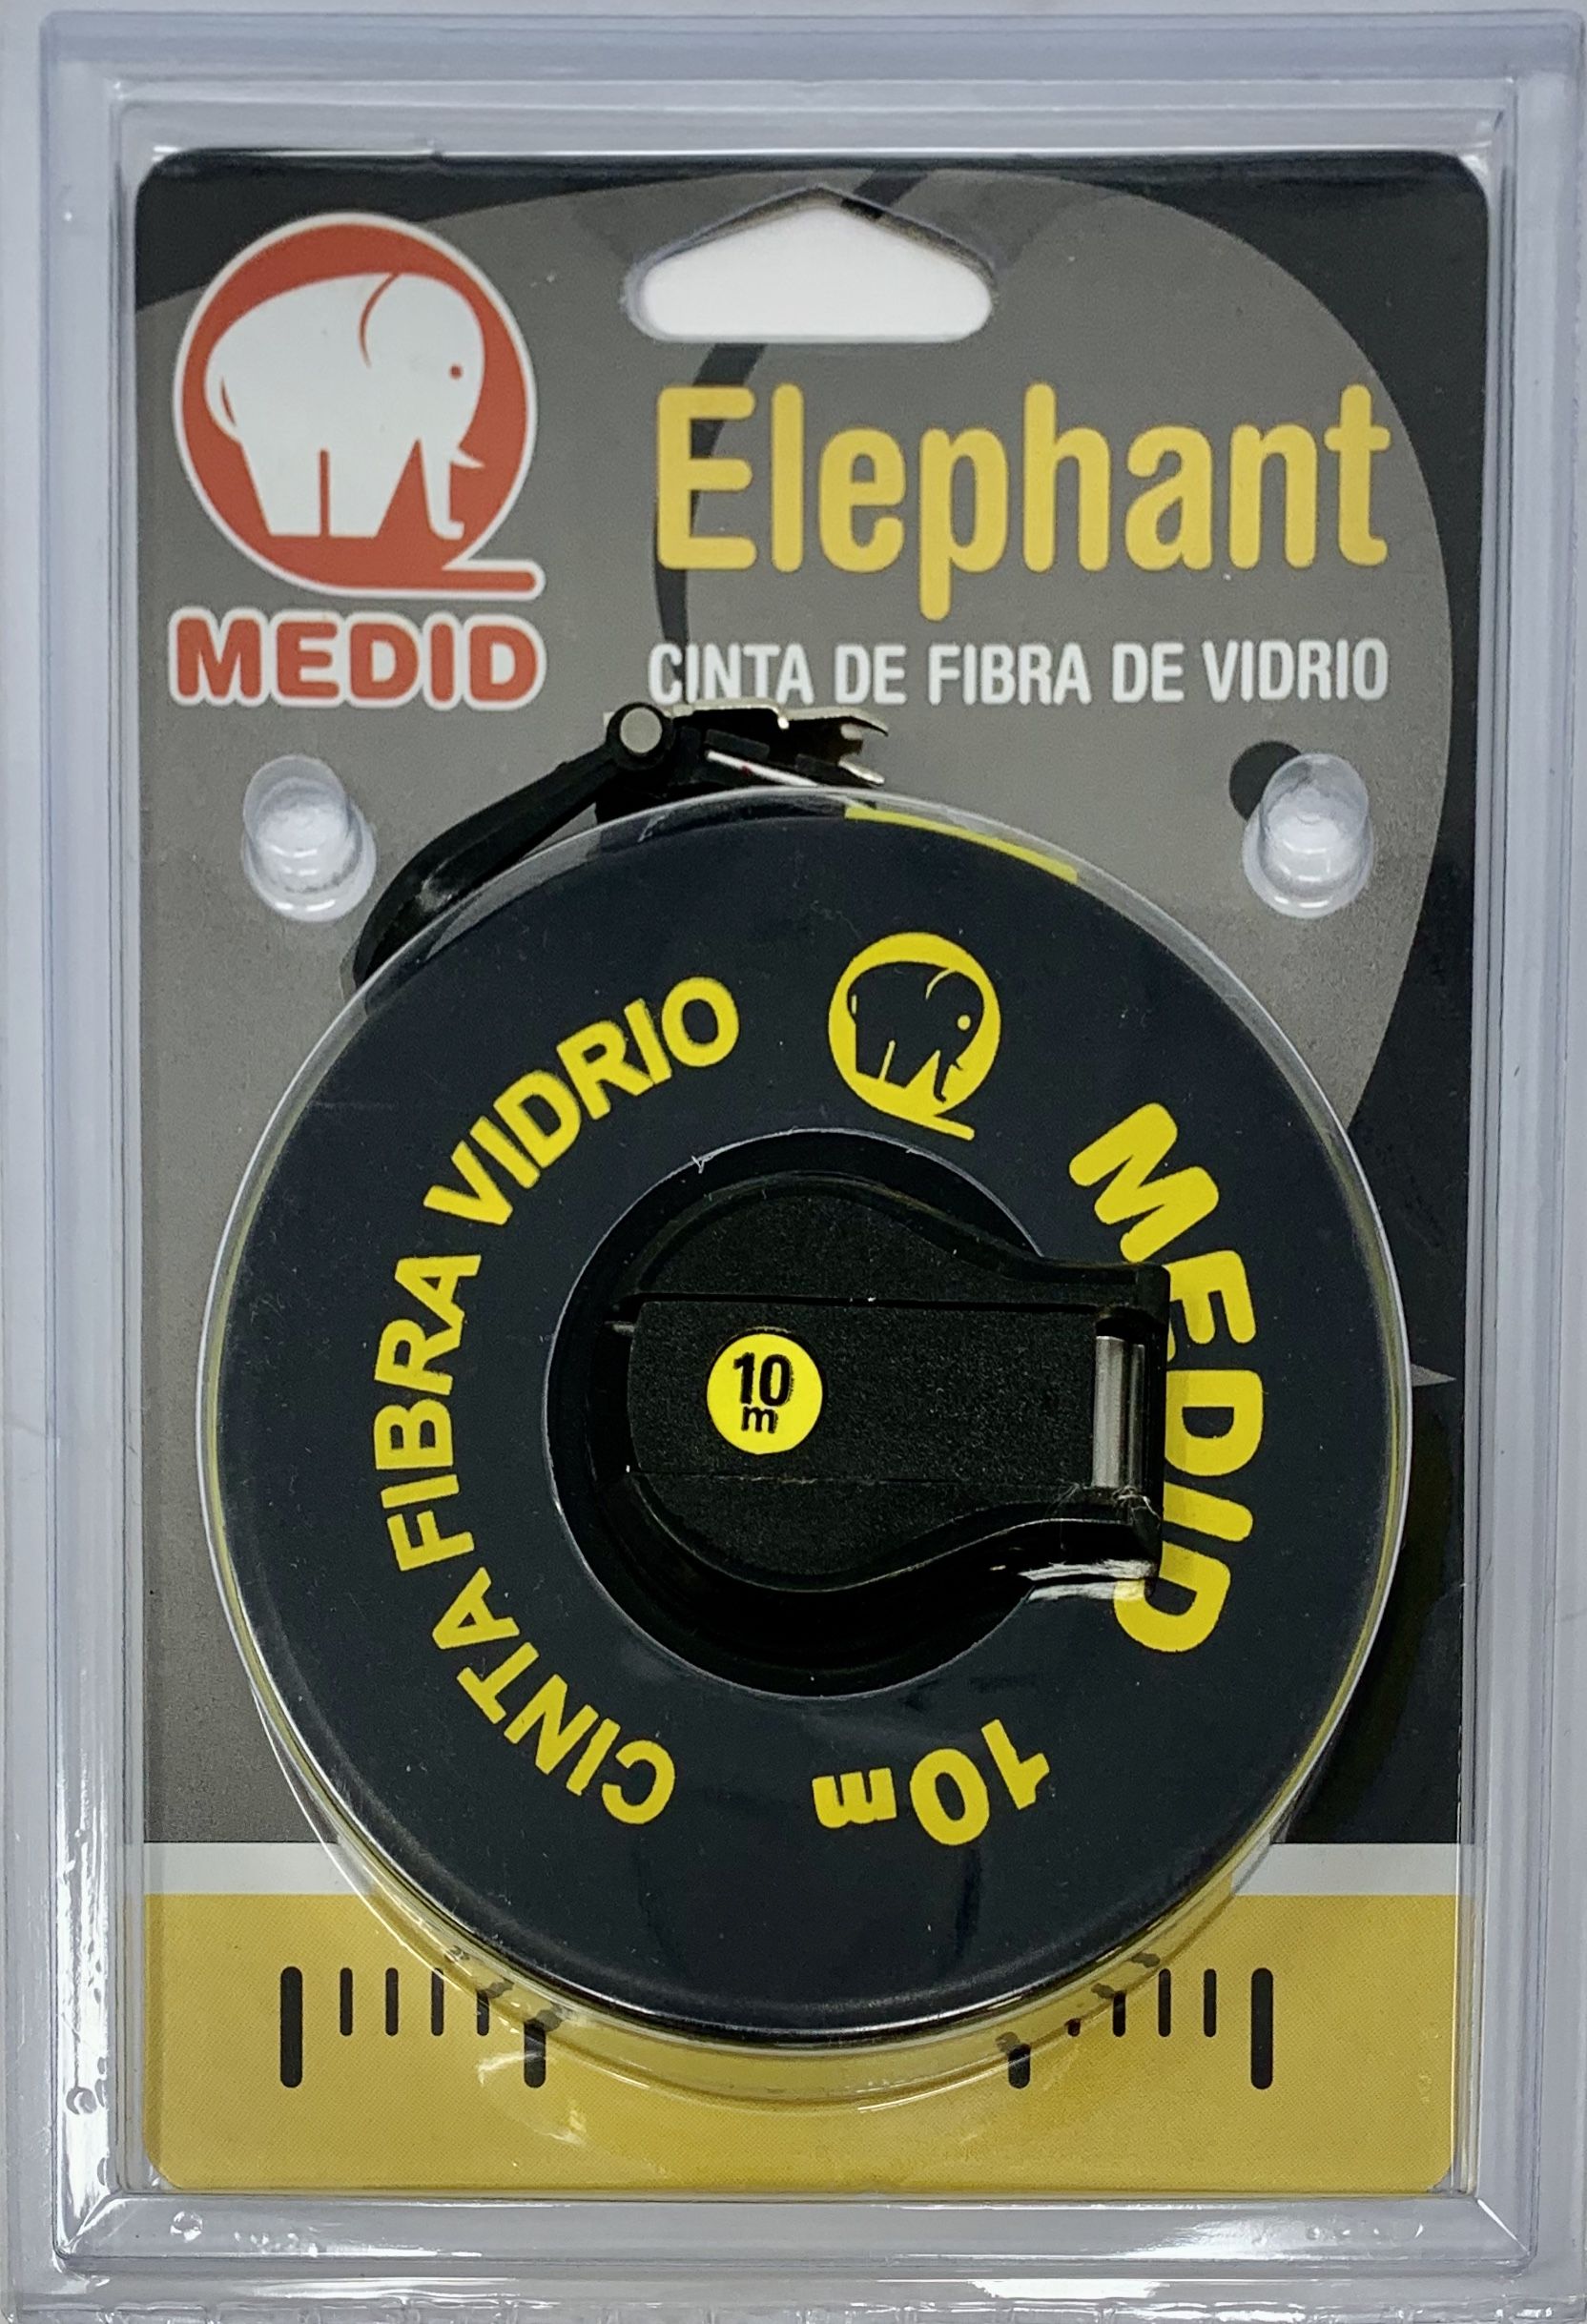 MEDID
Elephant
CINTA DE FIBRA DE VIDRIO
CINTA FIBRA VIDRIO
MEDID
10m
10
m